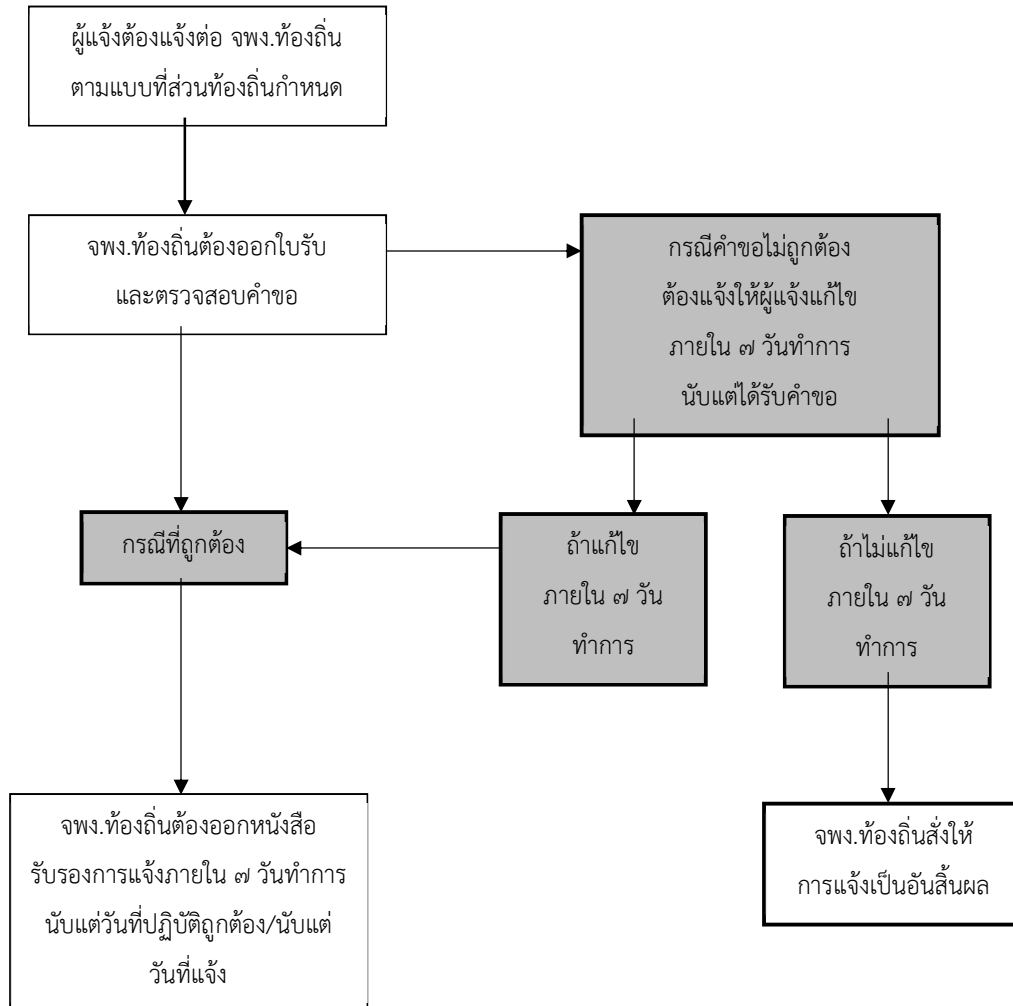 ผู้แจ้งต้องแจ้งต่อ จพง.ท้องถิ่น
ตามแบบที่ส่วนท้องถิ่นกำหนด
จพง.ท้องถิ่นต้องออกใบรับ
และตรวจสอบคำขอ
กรณีคำขอไม่ถูกต้อง
ต้องแจ้งให้ผู้แจ้งแก้ไข
ภายใน ๗ วันทำการ
นับแต่ได้รับคำขอ
กรณีที่ถูกต้อง
ถ้าแก้ไข
ภายใน ๗ วัน
ทำการ
ถ้าไม่แก้ไข
ภายใน ๗ วัน
ทำการ
จพง.ท้องถิ่นต้องออกหนังสือ
รับรองการแจ้งภายใน ๗ วันทำการ
นับแต่วันที่ปฏิบัติถูกต้อง/นับแต่
วันที่แจ้ง
จพง.ท้องถิ่นสั่งให้
การแจ้งเป็นอันสิ้นผล